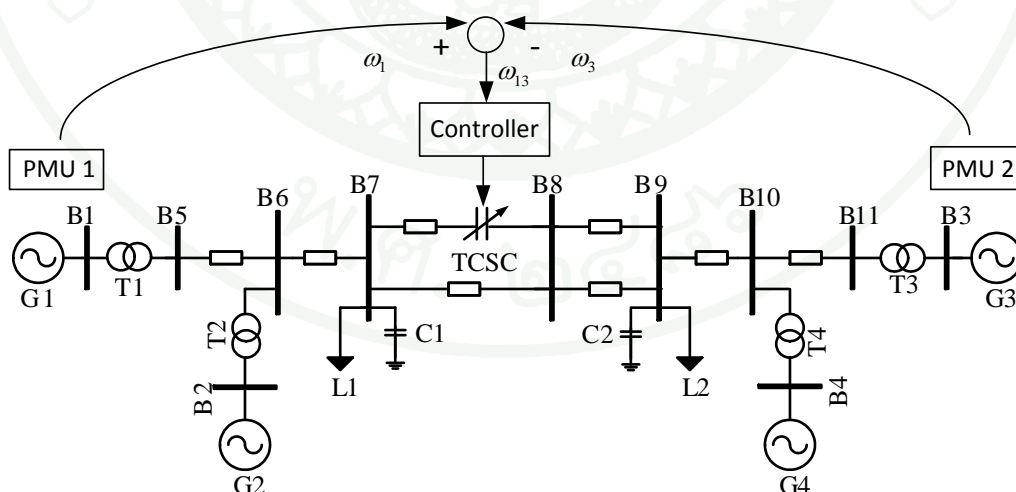 +
-
ω1
ω13
ω3
Controller
PMU 1
PMU 2
B1
B5
B6
B7
B8
B9
B10
B11
B3
TCSC
G1
T1
T3
G3
T2
C1
C2
T4
L1
L2
B2
B4
G2
G4